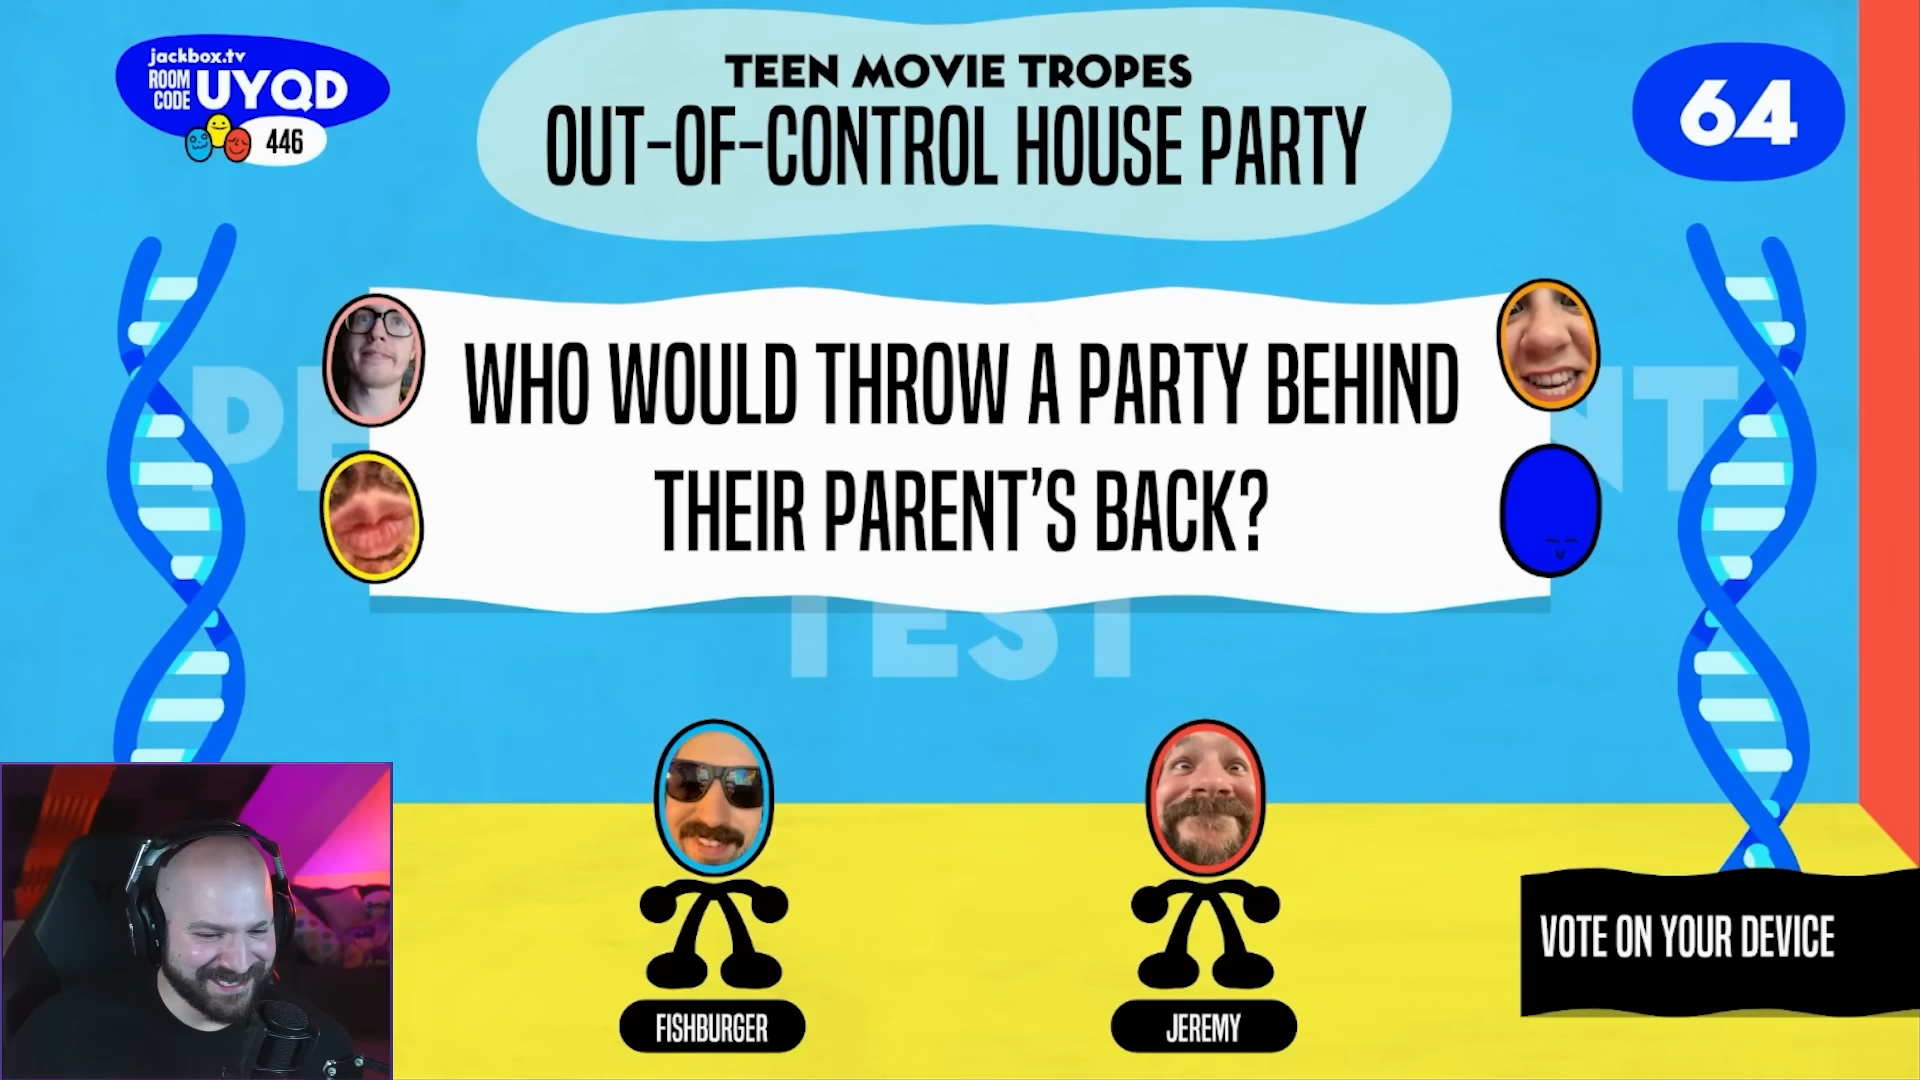 jackbox.tv
ROOM CODE UYQD
446
TEEN MOVIE TROPES
OUT-OF-CONTROL HOUSE PARTY
64
WHO WOULD THROW A PARTY BEHIND
THEIR PARENT'S BACK?
TEST
FISHBURGER
JEREMY
VOTE ON YOUR DEVICE